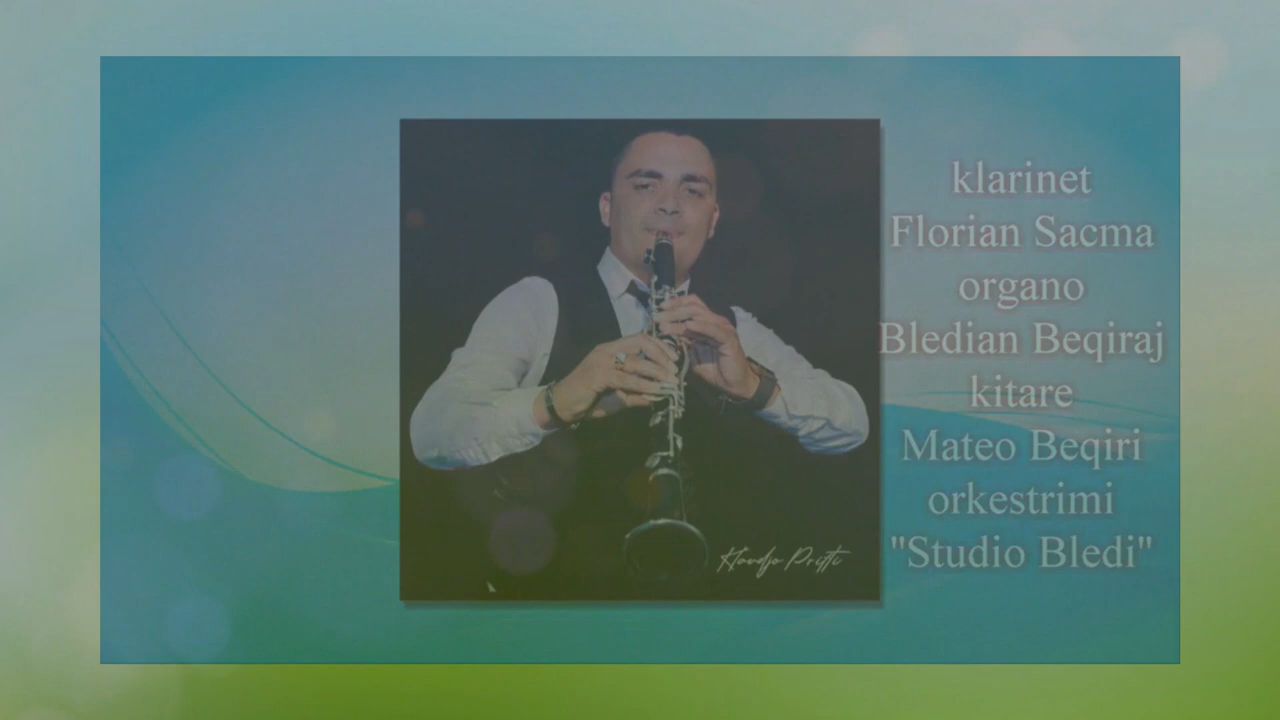 klarinet
Florian Sacma
organo
Bledian Beqiraj
kitare
Mateo Beqiri
orkestrimi
"Studio Bledi"